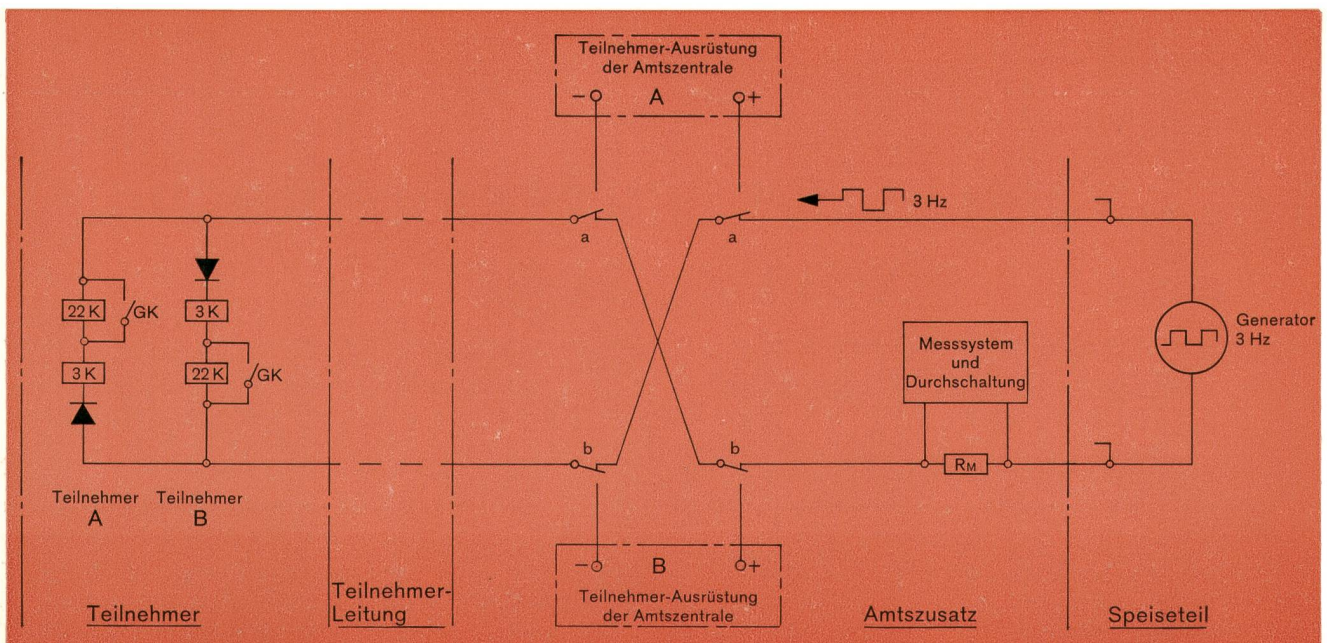 Teilnehmer-Ausrüstung
der Amtszentrale
− A +
3 Hz
a
a
22 K
GK
3 K
3 K
22 K
GK
Messsystem
und
Durchschaltung
Generator
3 Hz
b
b
RM
Teilnehmer
A
Teilnehmer
B
− B +
Teilnehmer-Ausrüstung
der Amtszentrale
Teilnehmer
Teilnehmer-
Leitung
Amtszusatz
Speiseteil